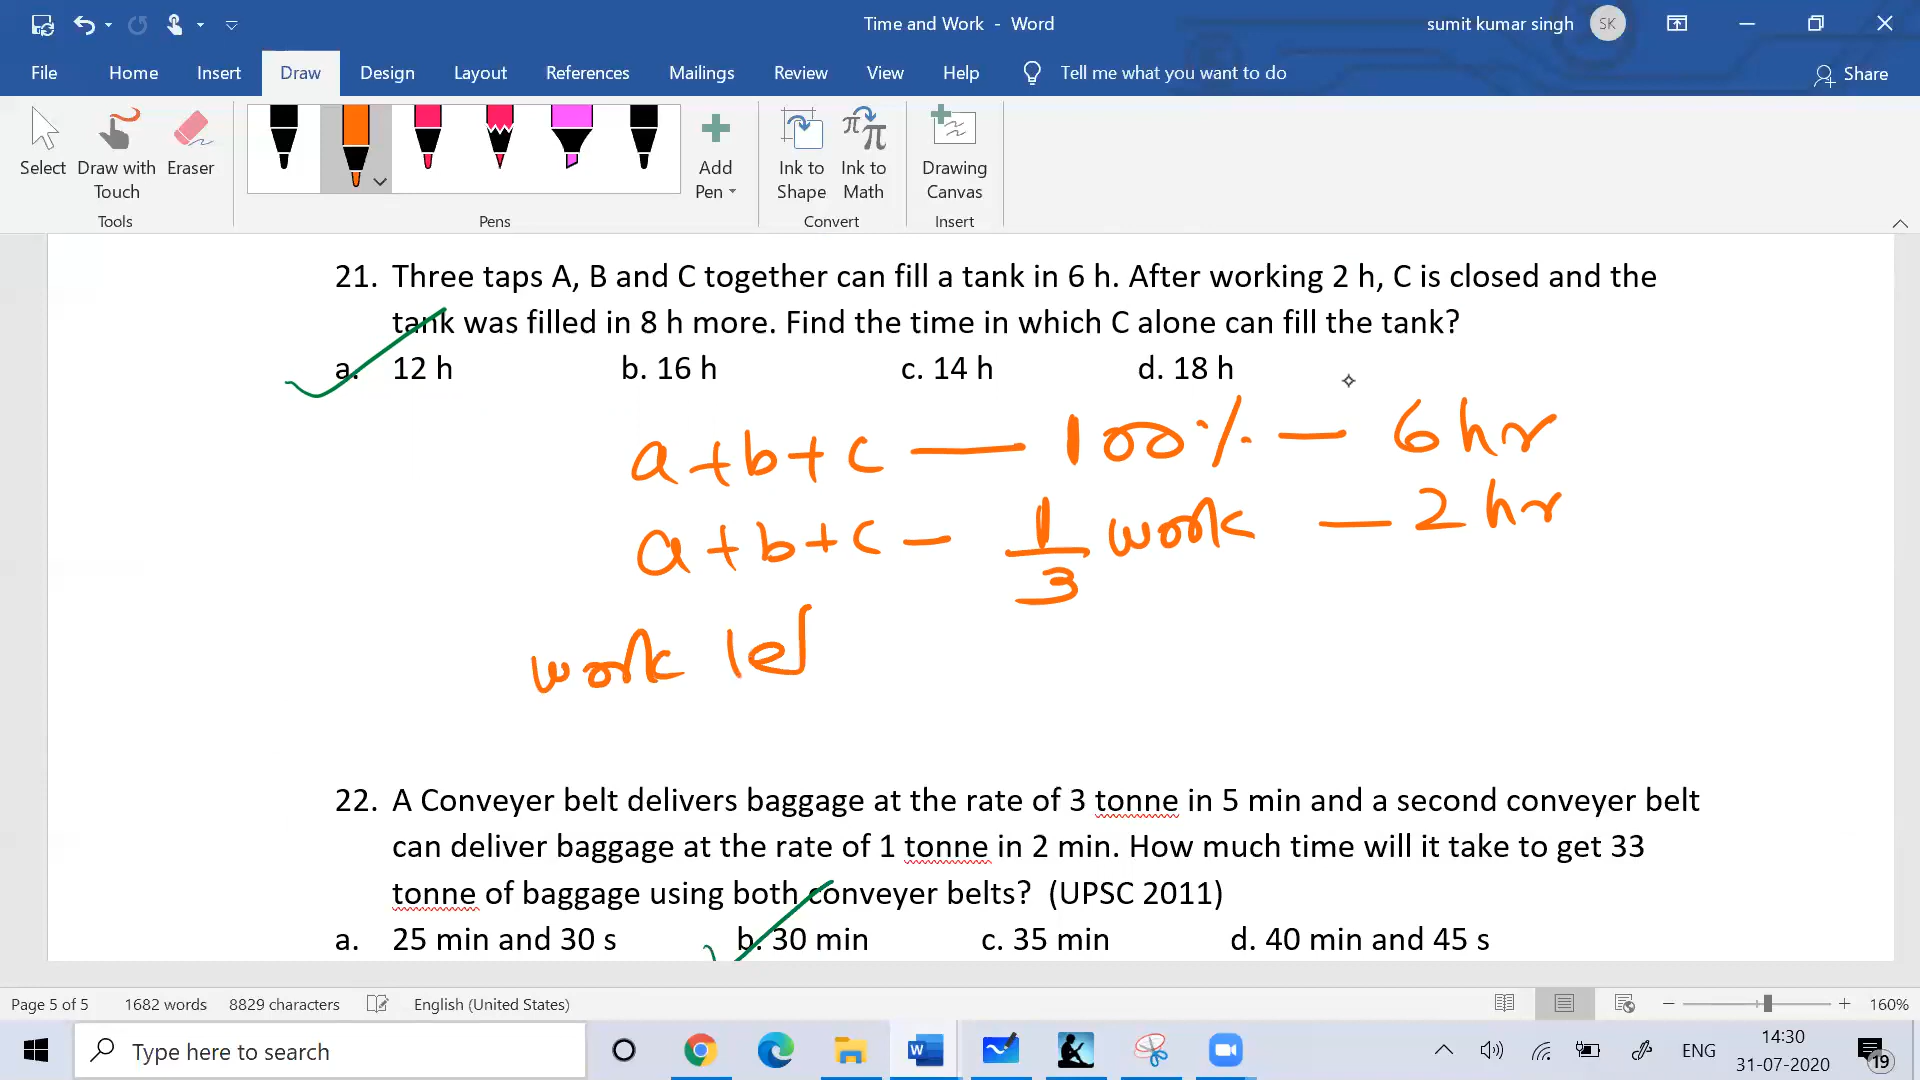 Time and Work - Word
sumit kumar singh SK
File Home Insert Draw Design Layout References Mailings Review View Help Tell me what you want to do Share
Select Draw with Touch Eraser Add Pen Ink to Shape Ink to Math Drawing Canvas
Tools Pens Convert Insert
21. Three taps A, B and C together can fill a tank in 6 h. After working 2 h, C is closed and the
tank was filled in 8 h more. Find the time in which C alone can fill the tank?
a. 12 h b. 16 h c. 14 h d. 18 h
a+b+c — 100% — 6 hr
a+b+c — 1/3 work — 2 hr
work le
22. A Conveyer belt delivers baggage at the rate of 3 tonne in 5 min and a second conveyer belt
can deliver baggage at the rate of 1 tonne in 2 min. How much time will it take to get 33
tonne of baggage using both conveyer belts? (UPSC 2011)
a. 25 min and 30 s b. 30 min c. 35 min d. 40 min and 45 s
Page 5 of 5 1682 words 8829 characters English (United States) 160%
Type here to search
ENG
14:30
31-07-2020
19